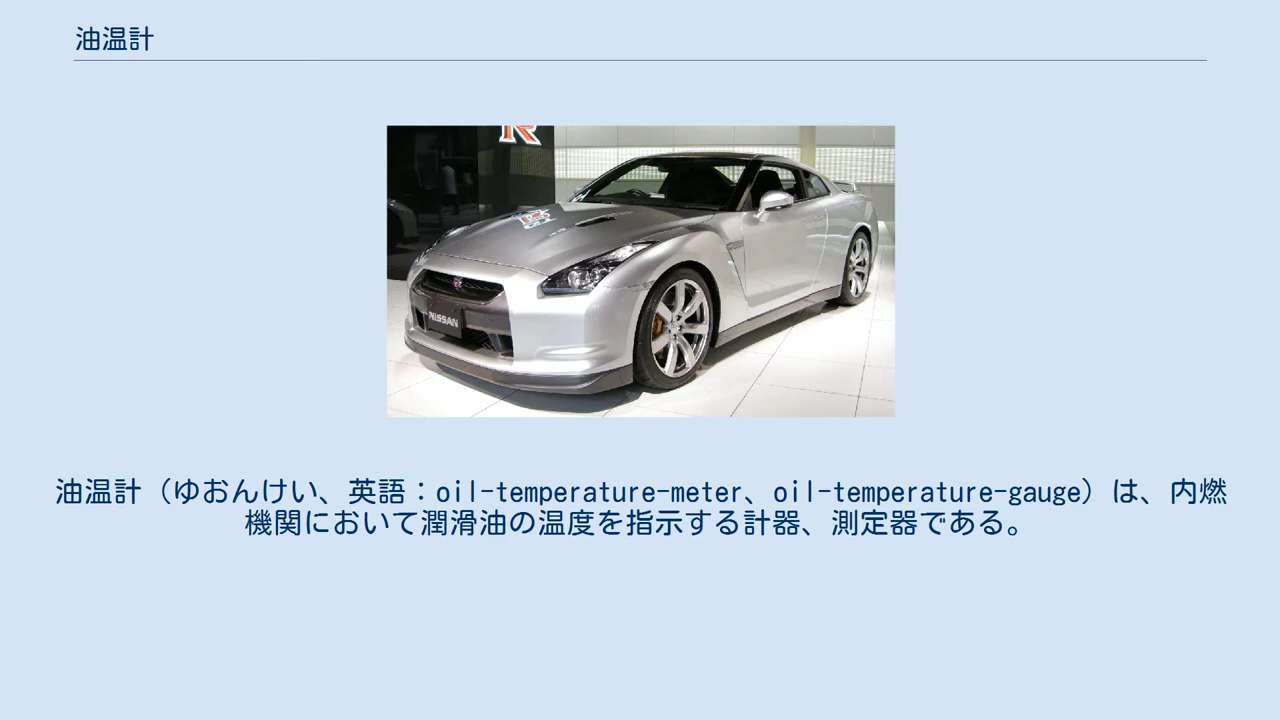 油温計
R
NISSAN
油温計（ゆおんけい、英語：oil-temperature-meter、oil-temperature-gauge）は、内燃
機関において潤滑油の温度を指示する計器、測定器である。